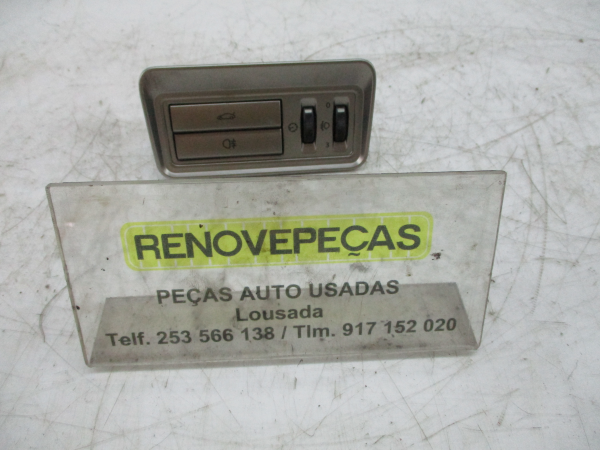 RENOVEPEÇAS
PEÇAS AUTO USADAS
Lousada
Telf. 253 566 138 / Tlm. 917 152 020